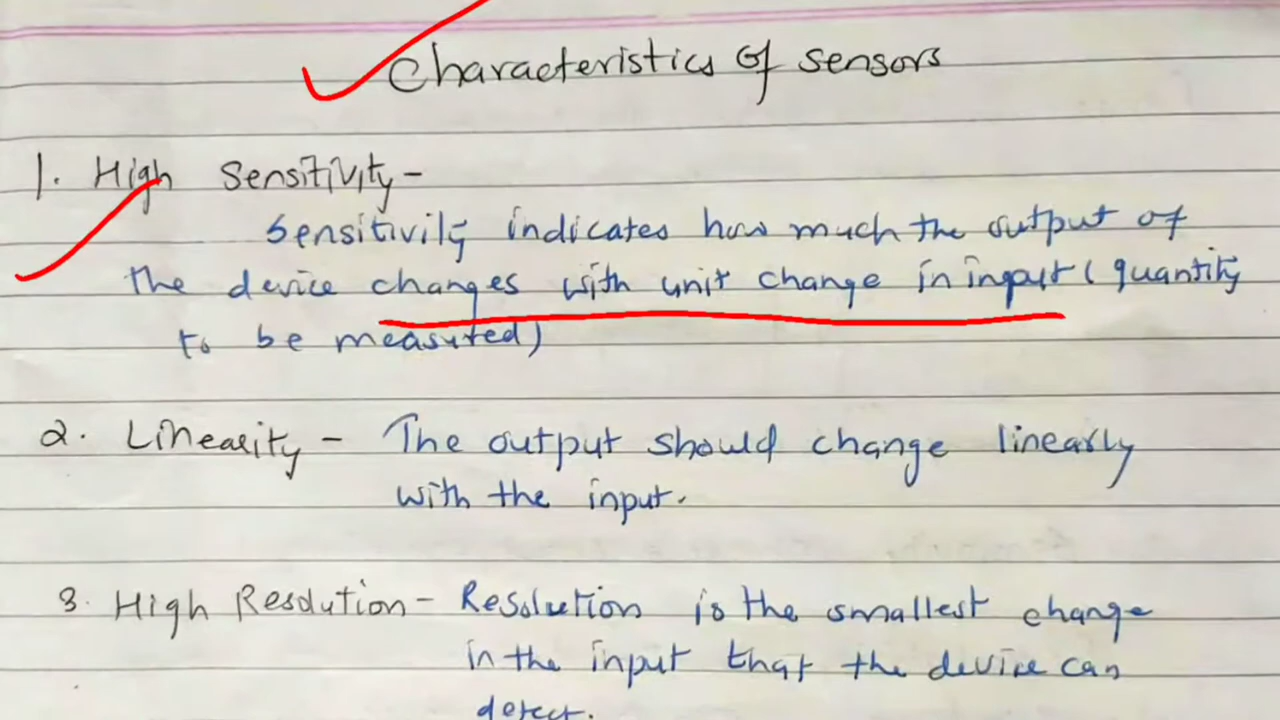 Characteristics of sensors
1. High Sensitivity -
Sensitivity indicates how much the output of
the device changes with unit change in input (quantity
to be measured)
2. Linearity - The output should change linearly
with the input.
3. High Resolution - Resolution is the smallest change
in the input that the device can
detect.